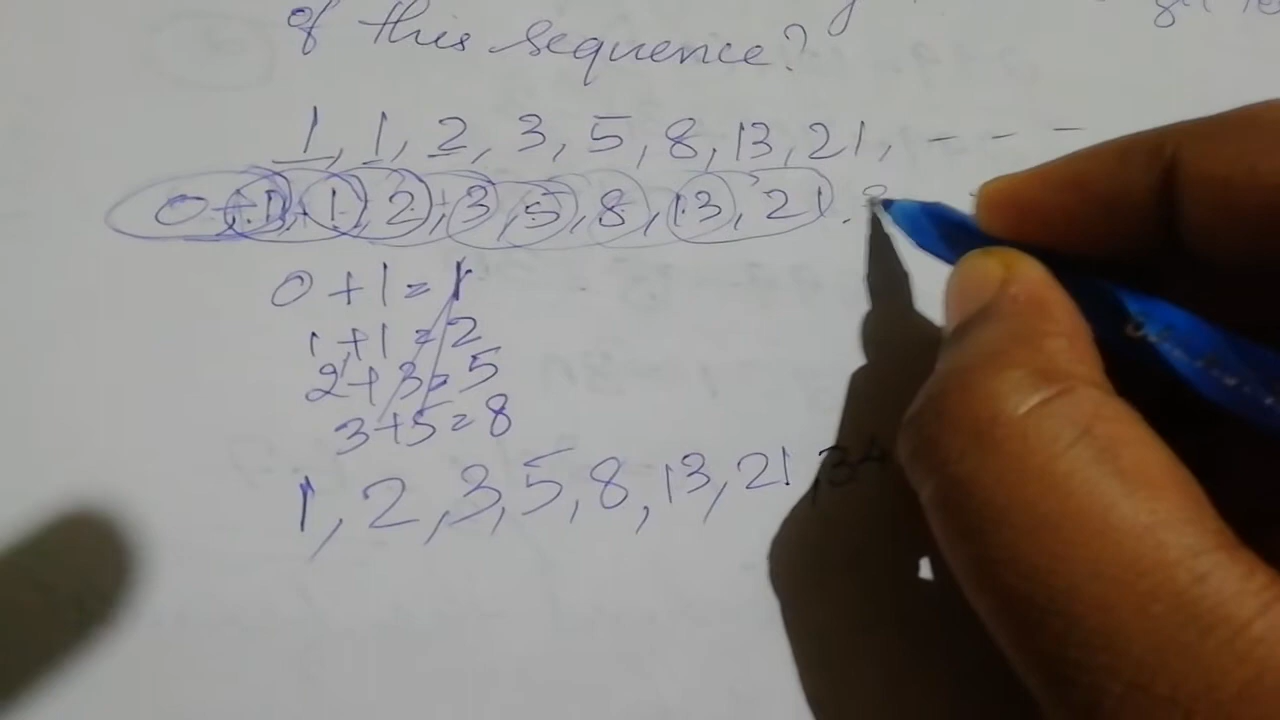 of this sequence?
1, 1, 2, 3, 5, 8, 13, 21, - - -
0+1+1, 2+3, 5, 8, 13, 21.
0+1=1
1+1=2
2+3=5
3+5=8
1, 2, 3, 5, 8, 13, 21, 34